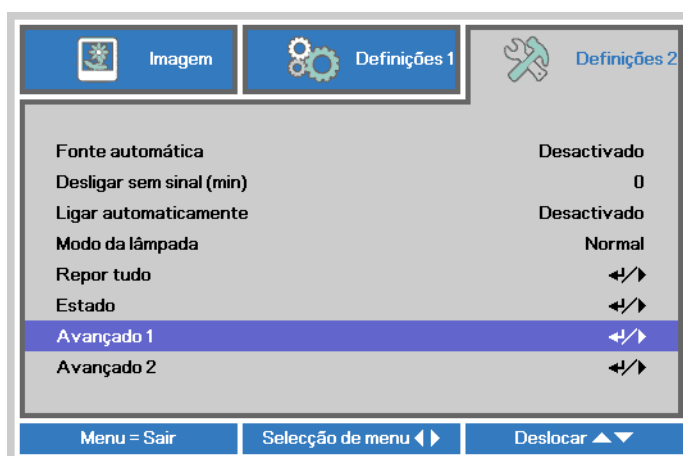 Imagem
Definições 1
Definições 2
Fonte automática Desactivado
Desligar sem sinal (min) 0
Ligar automaticamente Desactivado
Modo da lâmpada Normal
Repor tudo
Estado
Avançado 1
Avançado 2
Menu = Sair
Selecção de menu
Deslocar